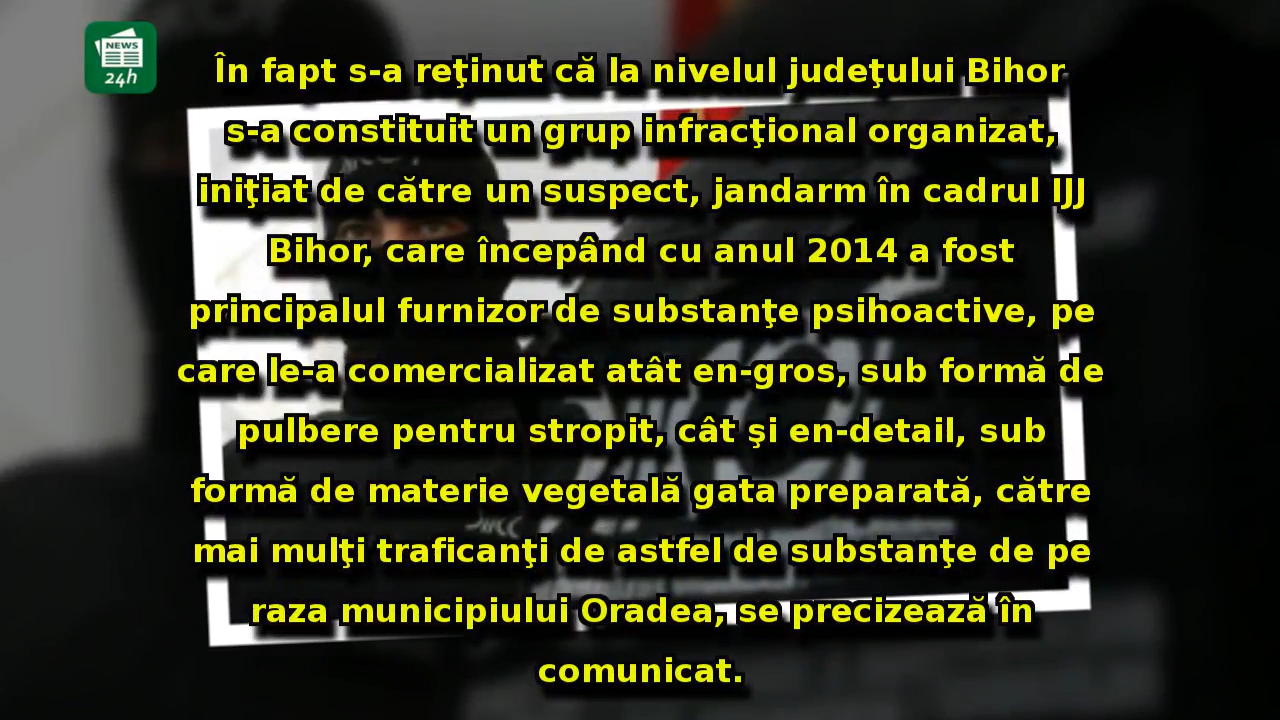 NEWS
24h
În fapt s-a reţinut că la nivelul judeţului Bihor
s-a constituit un grup infracţional organizat,
iniţiat de către un suspect, jandarm în cadrul IJJ
Bihor, care începând cu anul 2014 a fost
principalul furnizor de substanţe psihoactive, pe
care le-a comercializat atât en-gros, sub formă de
pulbere pentru stropit, cât şi en-detail, sub
formă de materie vegetală gata preparată, către
mai mulţi traficanţi de astfel de substanţe de pe
raza municipiului Oradea, se precizează în
comunicat.